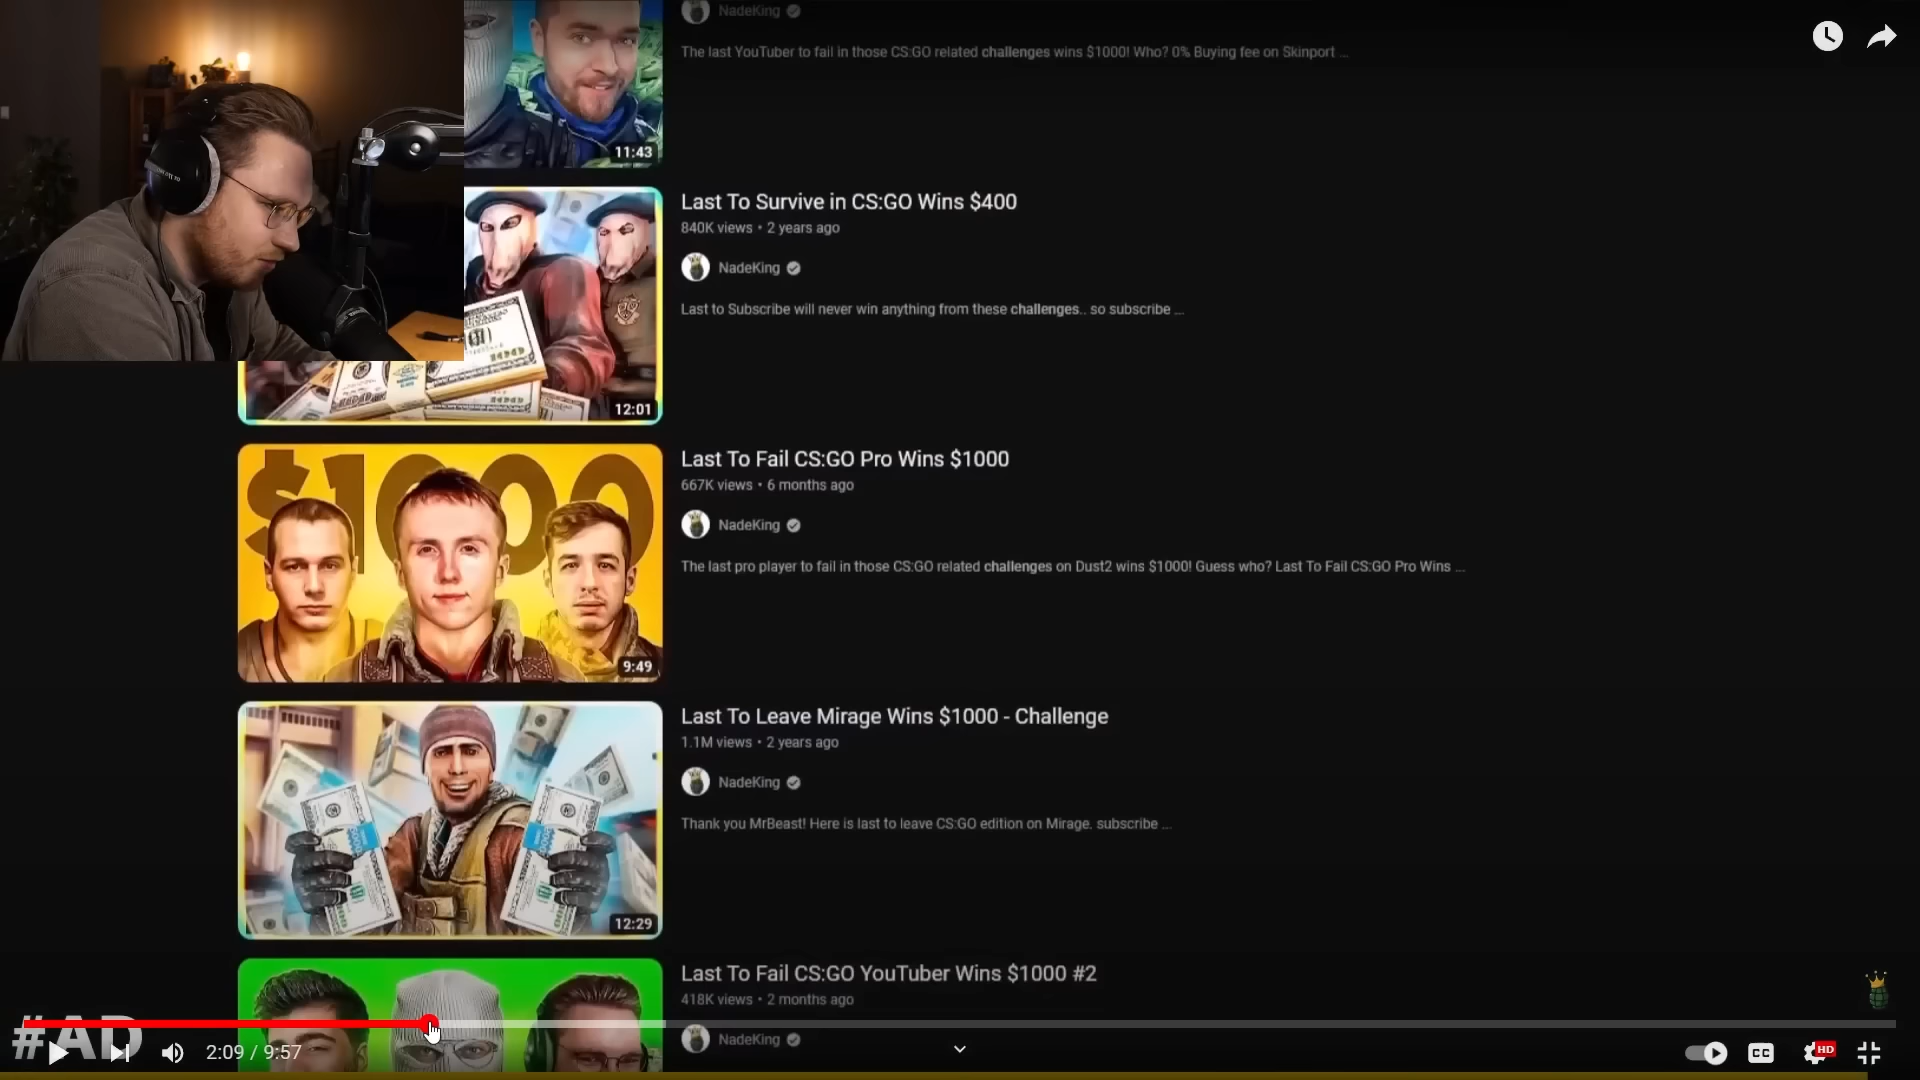 NadeKing
The last YouTuber to fail in those CS:GO related challenges wins $1000! Who? 0% Buying fee on Skinport ...
11:43
Last To Survive in CS:GO Wins $400
840K views • 2 years ago
NadeKing
Last to Subscribe will never win anything from these challenges.. so subscribe ...
12:01
$1000
Last To Fail CS:GO Pro Wins $1000
667K views • 6 months ago
NadeKing
The last pro player to fail in those CS:GO related challenges on Dust2 wins $1000! Guess who? Last To Fail CS:GO Pro Wins ...
9:49
Last To Leave Mirage Wins $1000 - Challenge
1.1M views • 2 years ago
NadeKing
Thank you MrBeast! Here is last to leave CS:GO edition on Mirage. subscribe ...
12:29
Last To Fail CS:GO YouTuber Wins $1000 #2
418K views • 2 months ago
NadeKing
#AD
2:09 / 9:57
CC
HD